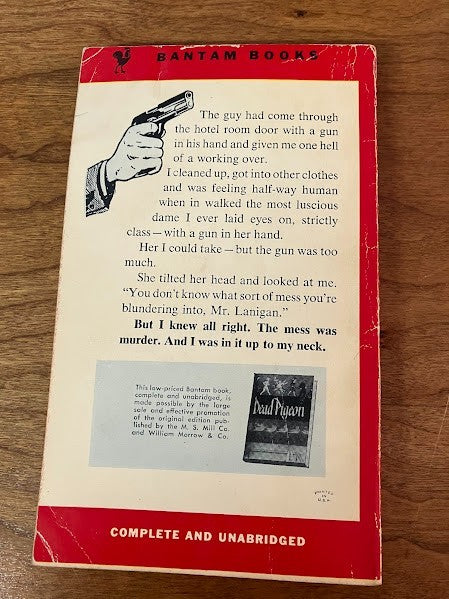 BANTAM BOOKS
The guy had come through
the hotel room door with a gun
in his hand and given me one hell
of a working over.
I cleaned up, got into other clothes
and was feeling half-way human
when in walked the most luscious
dame I ever laid eyes on, strictly
class—with a gun in her hand.
Her I could take—but the gun was too
much.
She tilted her head and looked at me.
"You don't know what sort of mess you're
blundering into, Mr. Lanigan."
But I knew all right. The mess was
murder. And I was in it up to my neck.
This low-priced Bantam book,
complete and unabridged, is
made possible by the large
sale and effective promotion
of the original edition pub-
lished by the M. S. Mill Co.
and William Morrow & Co.
Dead Pigeon
PRINTED
IN
U.S.A.
COMPLETE AND UNABRIDGED